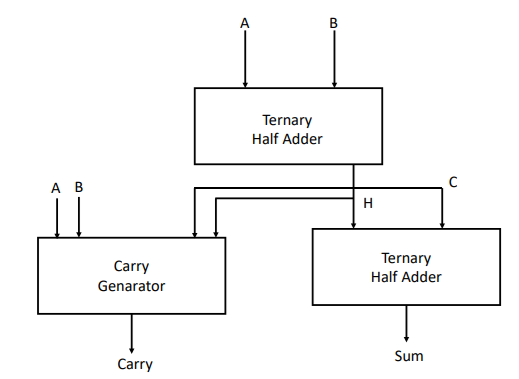 A B
Ternary
Half Adder
C
A B
H
Carry
Genarator
Ternary
Half Adder
Carry
Sum